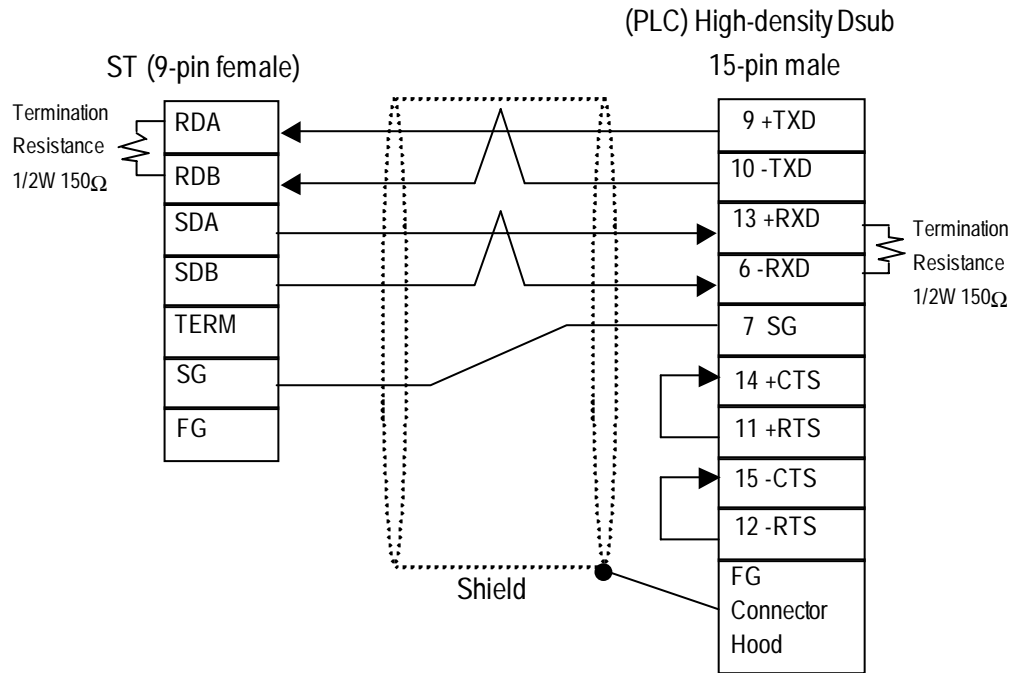 (PLC) High-density Dsub
15-pin male
ST (9-pin female)
Termination
Resistance
1/2W 150Ω
RDA
RDB
SDA
SDB
TERM
SG
FG
Shield
9 +TXD
10 -TXD
13 +RXD
6 -RXD
7 SG
14 +CTS
11 +RTS
15 -CTS
12 -RTS
FG
Connector
Hood
Termination
Resistance
1/2W 150Ω